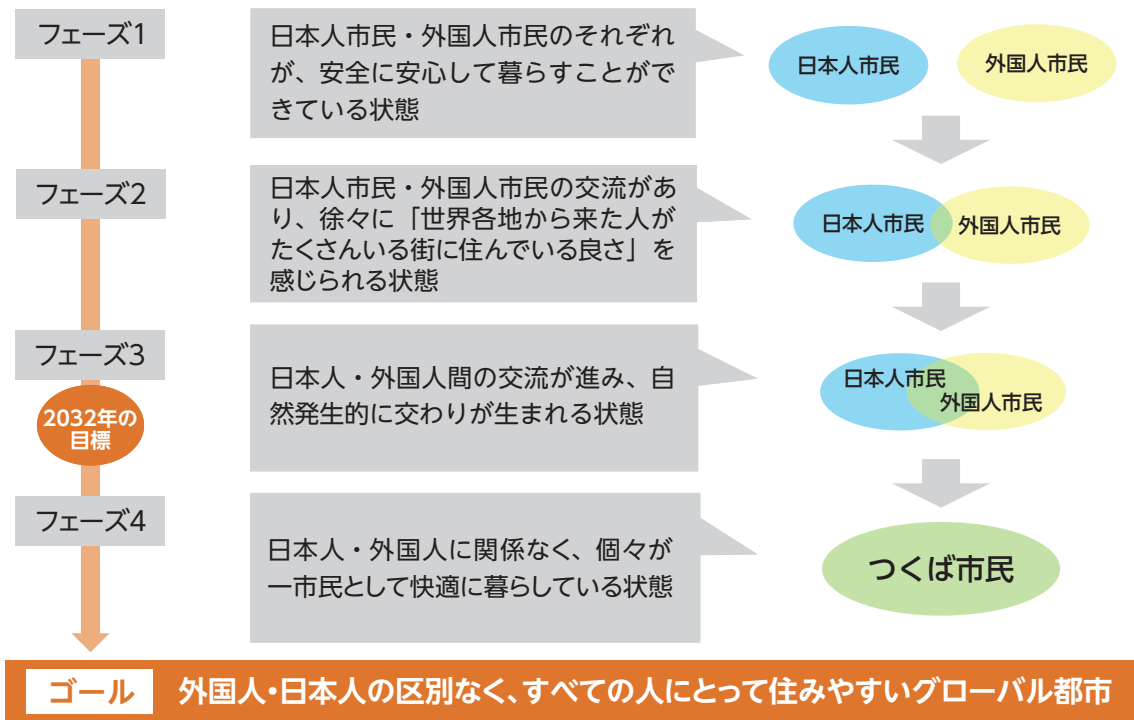 フェーズ1
日本人市民・外国人市民のそれぞれ
が、安全に安心して暮らすことがで
きている状態
日本人市民
外国人市民
フェーズ2
日本人市民・外国人市民の交流があ
り、徐々に「世界各地から来た人が
たくさんいる街に住んでいる良さ」を
感じられる状態
日本人市民
外国人市民
フェーズ3
2032年の
目標
日本人・外国人間の交流が進み、自
然発生的に交わりが生まれる状態
日本人市民
外国人市民
フェーズ4
日本人・外国人に関係なく、個々が
一市民として快適に暮らしている状態
つくば市民
ゴール 外国人・日本人の区別なく、すべての人にとって住みやすいグローバル都市